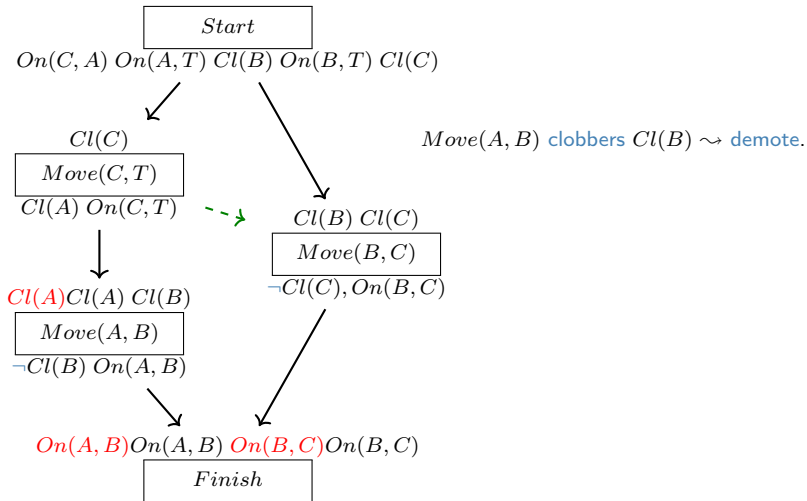 Start
On(C, A) On(A, T) Cl(B) On(B, T) Cl(C)
Cl(C)
Move(C, T)
Cl(A) On(C, T)
Move(A, B) clobbers Cl(B) ⤳ demote.
Cl(B) Cl(C)
Move(B, C)
¬Cl(C), On(B, C)
Cl(A)Cl(A) Cl(B)
Move(A, B)
¬Cl(B) On(A, B)
On(A, B)On(A, B) On(B, C)On(B, C)
Finish